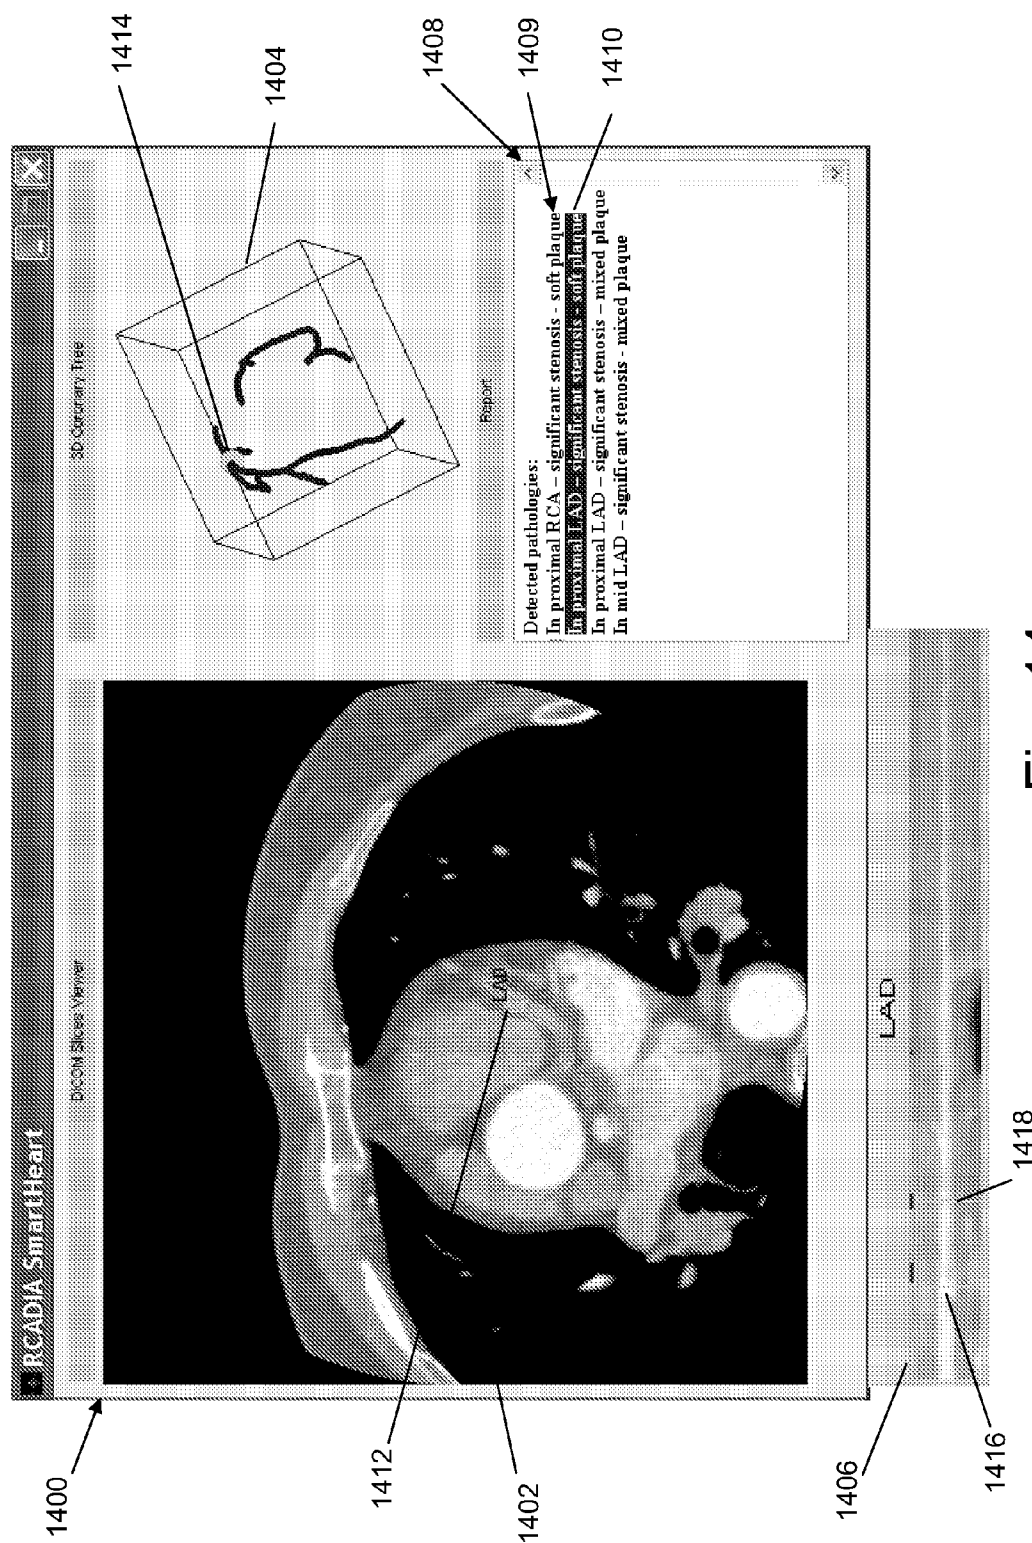 RCADIA SmartHeart
DICOM Slices Viewer
3D Coronary Tree
Report
Detected pathologies:
In proximal RCA – significant stenosis - soft plaque
In proximal LAD – significant stenosis - soft plaque
In proximal LAD – significant stenosis – mixed plaque
In mid LAD – significant stenosis - mixed plaque
LAD
LAD
1400
1412
1402
1406
1416
1418
1414
1404
1408
1409
1410